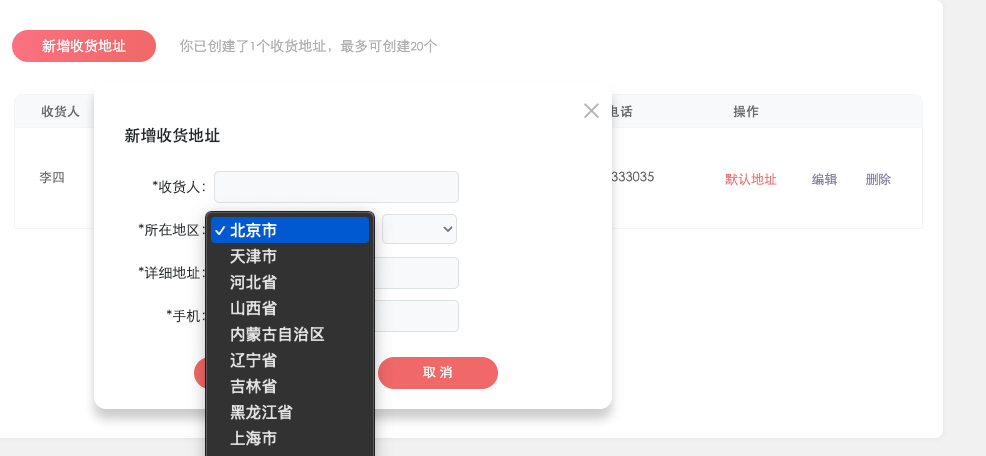 新增收货地址 你已创建了1个收货地址，最多可创建20个
收货人 电话 操作
新增收货地址
*收货人：
李四 333035 默认地址 编辑 删除
*所在地区：
北京市
天津市
*详细地址：
河北省
山西省
*手机：
内蒙古自治区
辽宁省
取 消
吉林省
黑龙江省
上海市